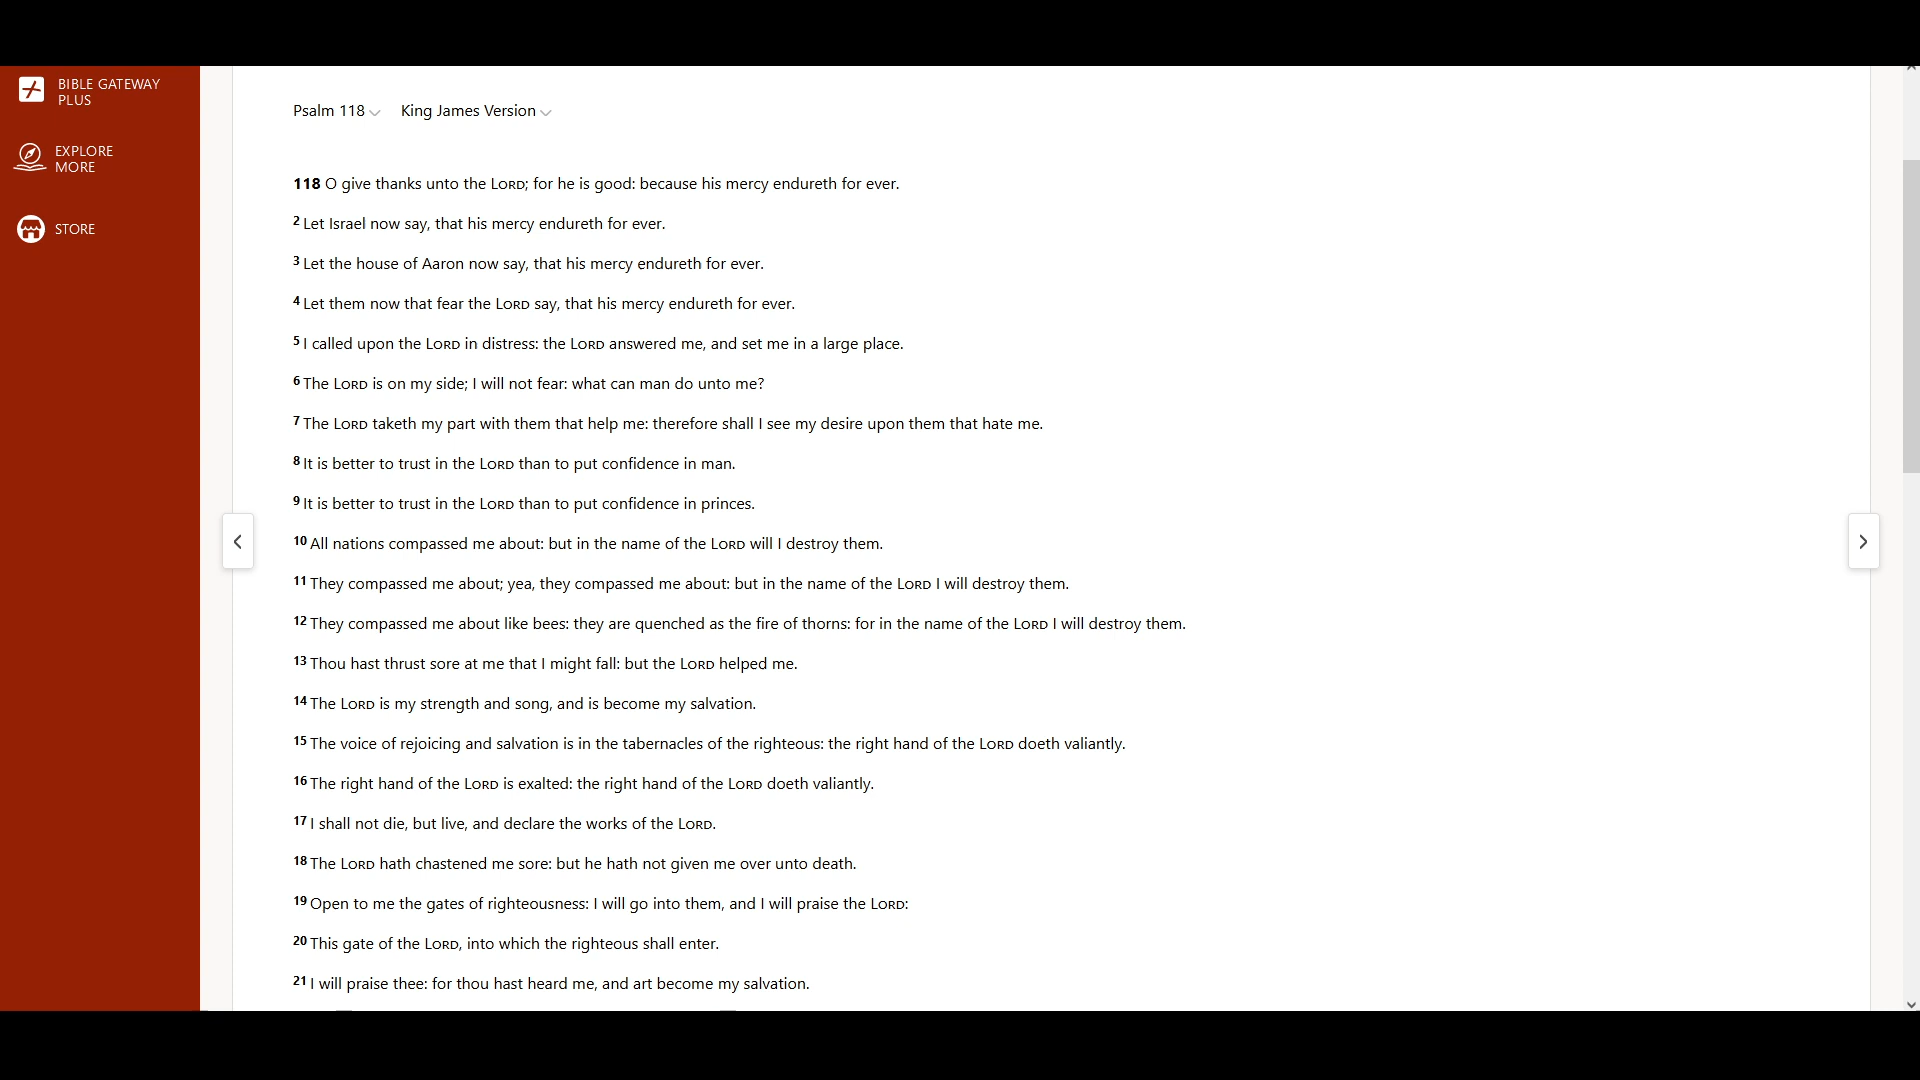 BIBLE GATEWAY
PLUS
EXPLORE
MORE
STORE
Psalm 118 King James Version
118 O give thanks unto the LORD; for he is good: because his mercy endureth for ever.
2 Let Israel now say, that his mercy endureth for ever.
3 Let the house of Aaron now say, that his mercy endureth for ever.
4 Let them now that fear the LORD say, that his mercy endureth for ever.
5 I called upon the LORD in distress: the LORD answered me, and set me in a large place.
6 The LORD is on my side; I will not fear: what can man do unto me?
7 The LORD taketh my part with them that help me: therefore shall I see my desire upon them that hate me.
8 It is better to trust in the LORD than to put confidence in man.
9 It is better to trust in the LORD than to put confidence in princes.
10 All nations compassed me about: but in the name of the LORD will I destroy them.
11 They compassed me about; yea, they compassed me about: but in the name of the LORD I will destroy them.
12 They compassed me about like bees: they are quenched as the fire of thorns: for in the name of the LORD I will destroy them.
13 Thou hast thrust sore at me that I might fall: but the LORD helped me.
14 The LORD is my strength and song, and is become my salvation.
15 The voice of rejoicing and salvation is in the tabernacles of the righteous: the right hand of the LORD doeth valiantly.
16 The right hand of the LORD is exalted: the right hand of the LORD doeth valiantly.
17 I shall not die, but live, and declare the works of the LORD.
18 The LORD hath chastened me sore: but he hath not given me over unto death.
19 Open to me the gates of righteousness: I will go into them, and I will praise the LORD:
20 This gate of the LORD, into which the righteous shall enter.
21 I will praise thee: for thou hast heard me, and art become my salvation.